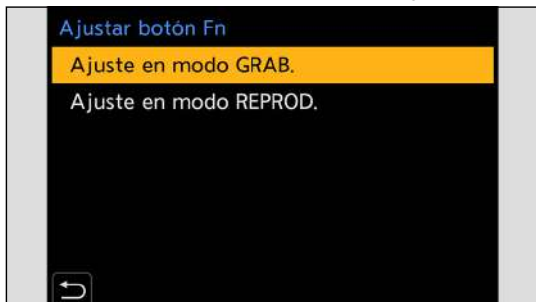 Ajustar botón Fn
Ajuste en modo GRAB.
Ajuste en modo REPROD.